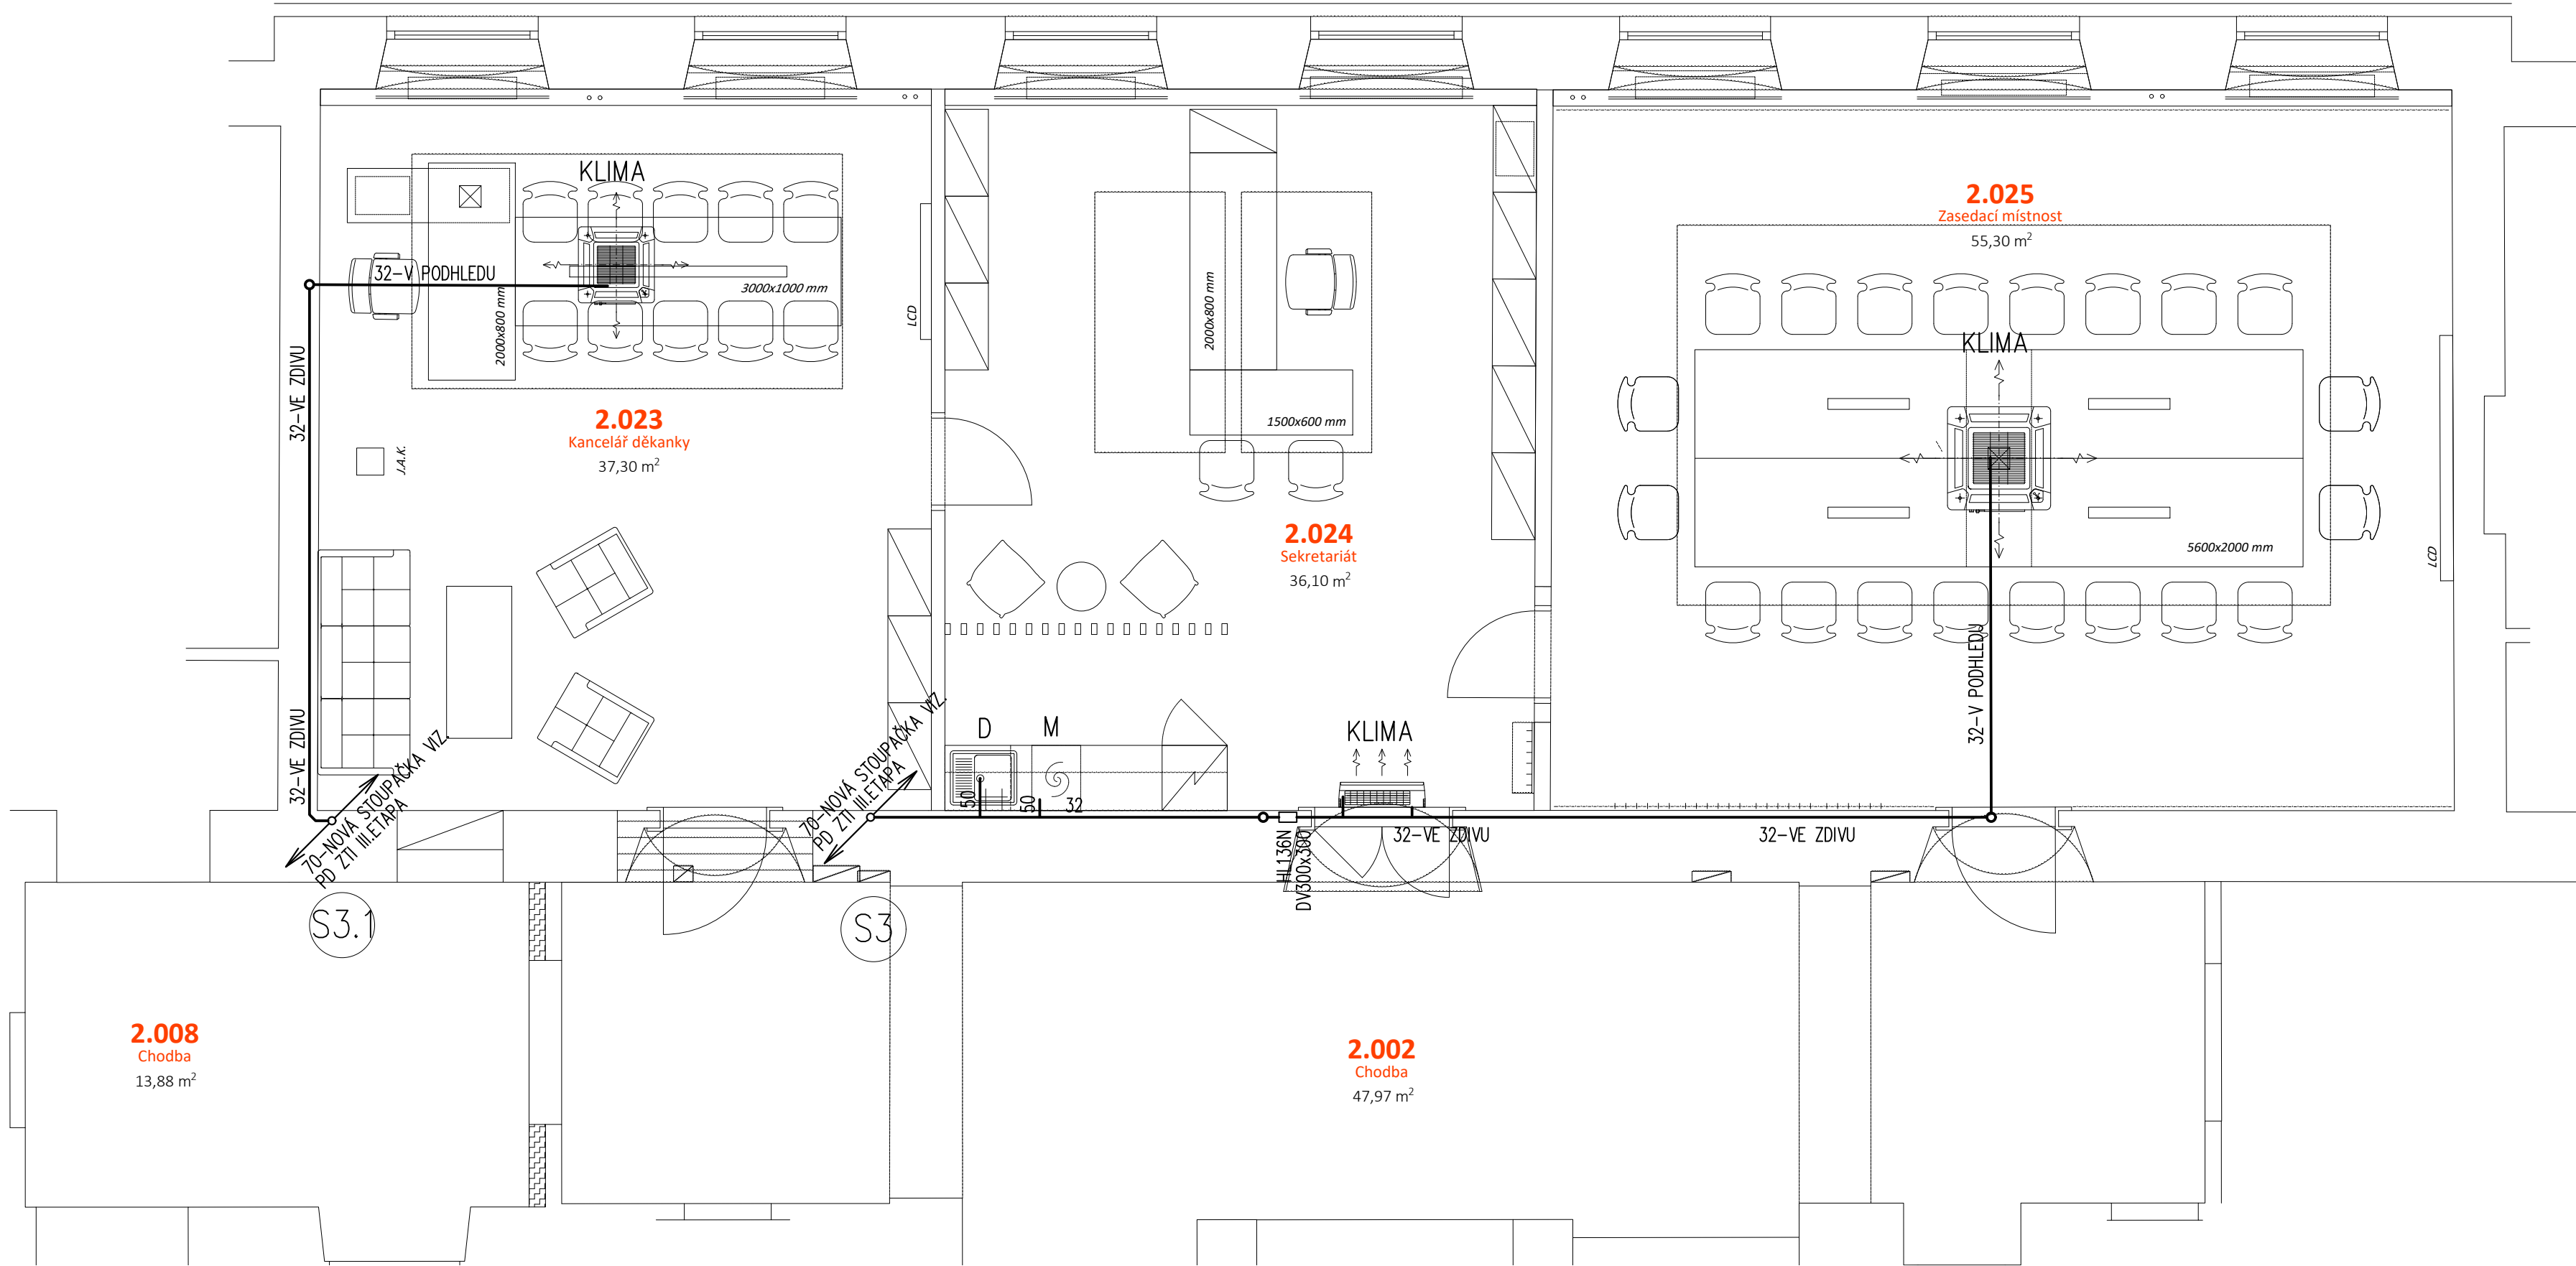 KLIMA
32-V PODHLEDU
3000x1000 mm
2000x800 mm
LCD
32-VE ZDIVU
2.023
Kancelář děkanky
37,30 m²
J.A.K.
32-VE ZDIVU
70-NOVÁ STOUPAČKA VIZ.
PD ZTI III.ETAPA
S3.1
2000x800 mm
1500x600 mm
2.024
Sekretariát
36,10 m²
D
M
KLIMA
50
50
32
70-NOVÁ STOUPAČKA VIZ.
PD ZTI III.ETAPA
S3
HL136N
DV300x300
32-VE ZDIVU
32-VE ZDIVU
2.025
Zasedací místnost
55,30 m²
KLIMA
5600x2000 mm
LCD
32-V PODHLEDU
2.008
Chodba
13,88 m²
2.002
Chodba
47,97 m²